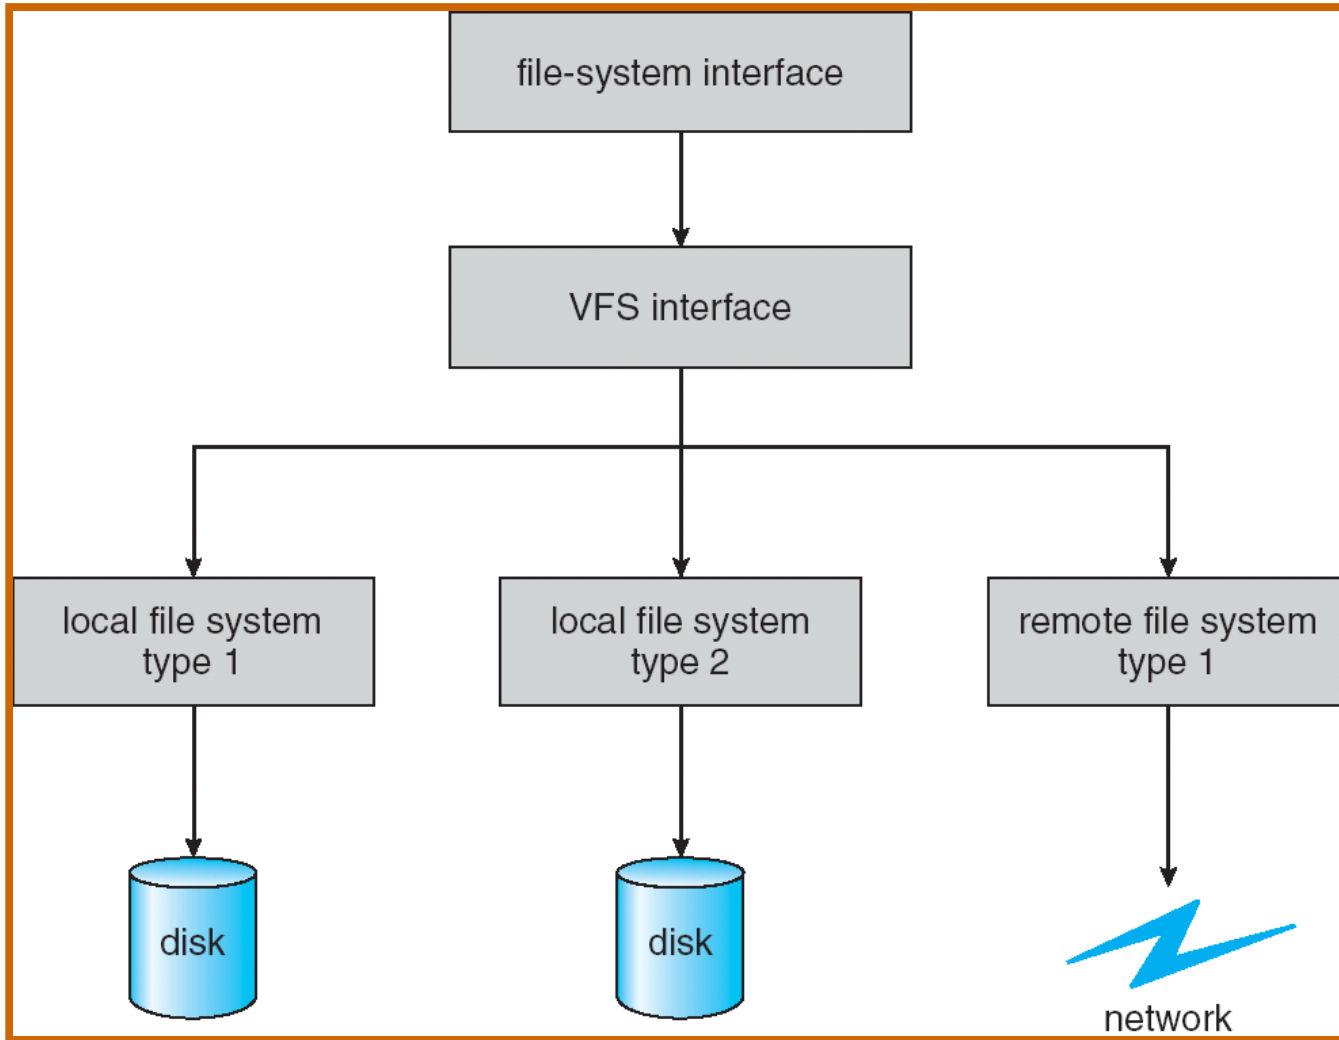 file-system interface
VFS interface
local file system
type 1
local file system
type 2
remote file system
type 1
disk
disk
network